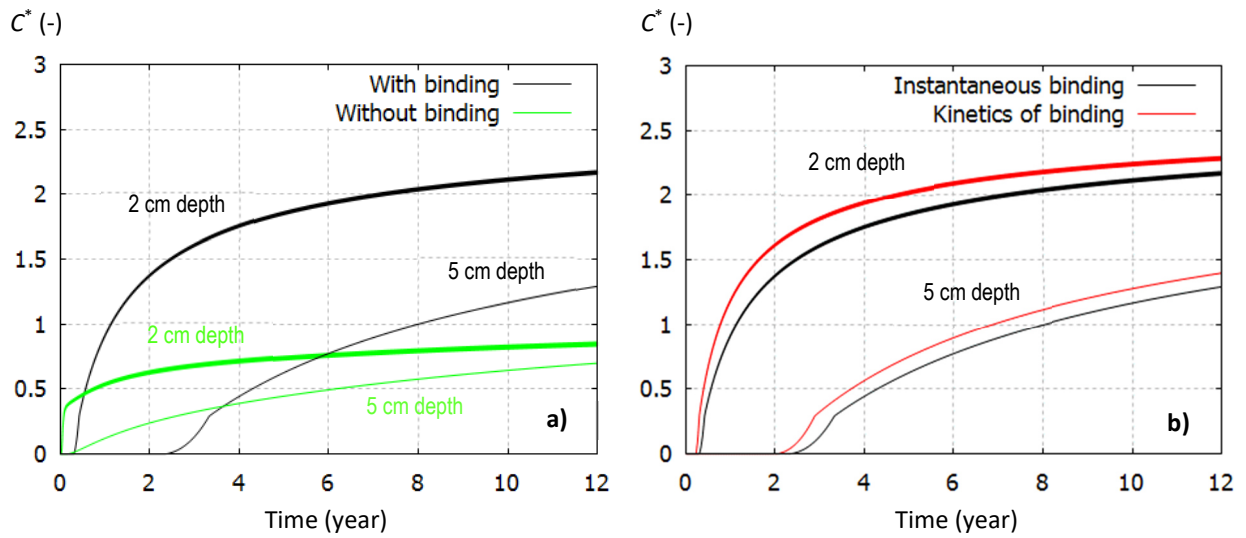 C* (-)
3
2.5
2
1.5
1
0.5
0
With binding
Without binding
2 cm depth
5 cm depth
2 cm depth
5 cm depth
a)
0 2 4 6 8 10 12
Time (year)
C* (-)
3
2.5
2
1.5
1
0.5
0
Instantaneous binding
Kinetics of binding
2 cm depth
5 cm depth
b)
0 2 4 6 8 10 12
Time (year)